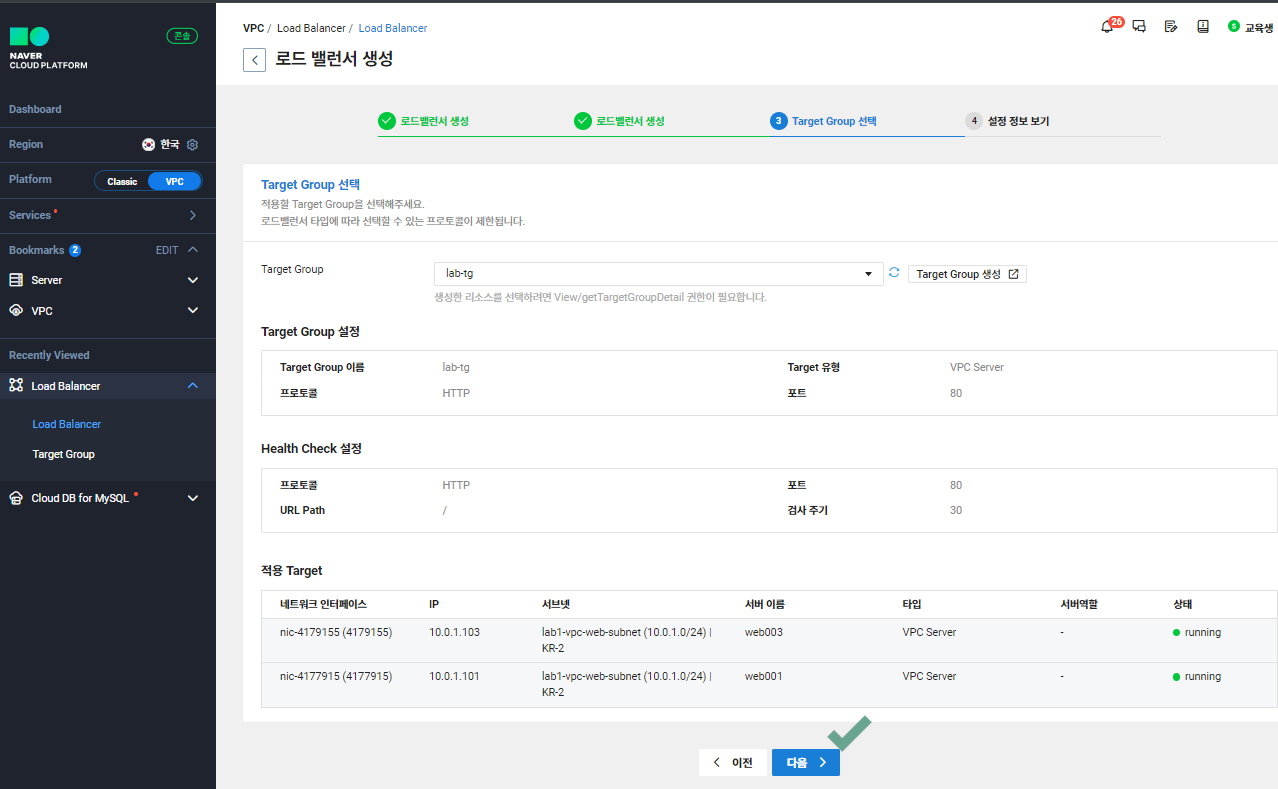 NAVER
CLOUD PLATFORM
콘솔
Dashboard
Region 한국
Platform Classic VPC
Services
Bookmarks 2 EDIT
Server
VPC
Recently Viewed
Load Balancer
Load Balancer
Target Group
Cloud DB for MySQL
VPC / Load Balancer / Load Balancer
26
S 교육생
로드 밸런서 생성
로드밸런서 생성
로드밸런서 생성
3 Target Group 선택
4 설정 정보 보기
Target Group 선택
적용할 Target Group을 선택해주세요.
로드밸런서 타입에 따라 선택할 수 있는 프로토콜이 제한됩니다.
Target Group lab-tg Target Group 생성
생성한 리소스를 선택하려면 View/getTargetGroupDetail 권한이 필요합니다.
Target Group 설정
Target Group 이름 lab-tg Target 유형 VPC Server
프로토콜 HTTP 포트 80
Health Check 설정
프로토콜 HTTP 포트 80
URL Path / 검사 주기 30
적용 Target
네트워크 인터페이스 IP 서브넷 서버 이름 타입 서버역할 상태
nic-4179155 (4179155) 10.0.1.103 lab1-vpc-web-subnet (10.0.1.0/24) | web003 VPC Server - running
KR-2
nic-4177915 (4177915) 10.0.1.101 lab1-vpc-web-subnet (10.0.1.0/24) | web001 VPC Server - running
KR-2
이전 다음